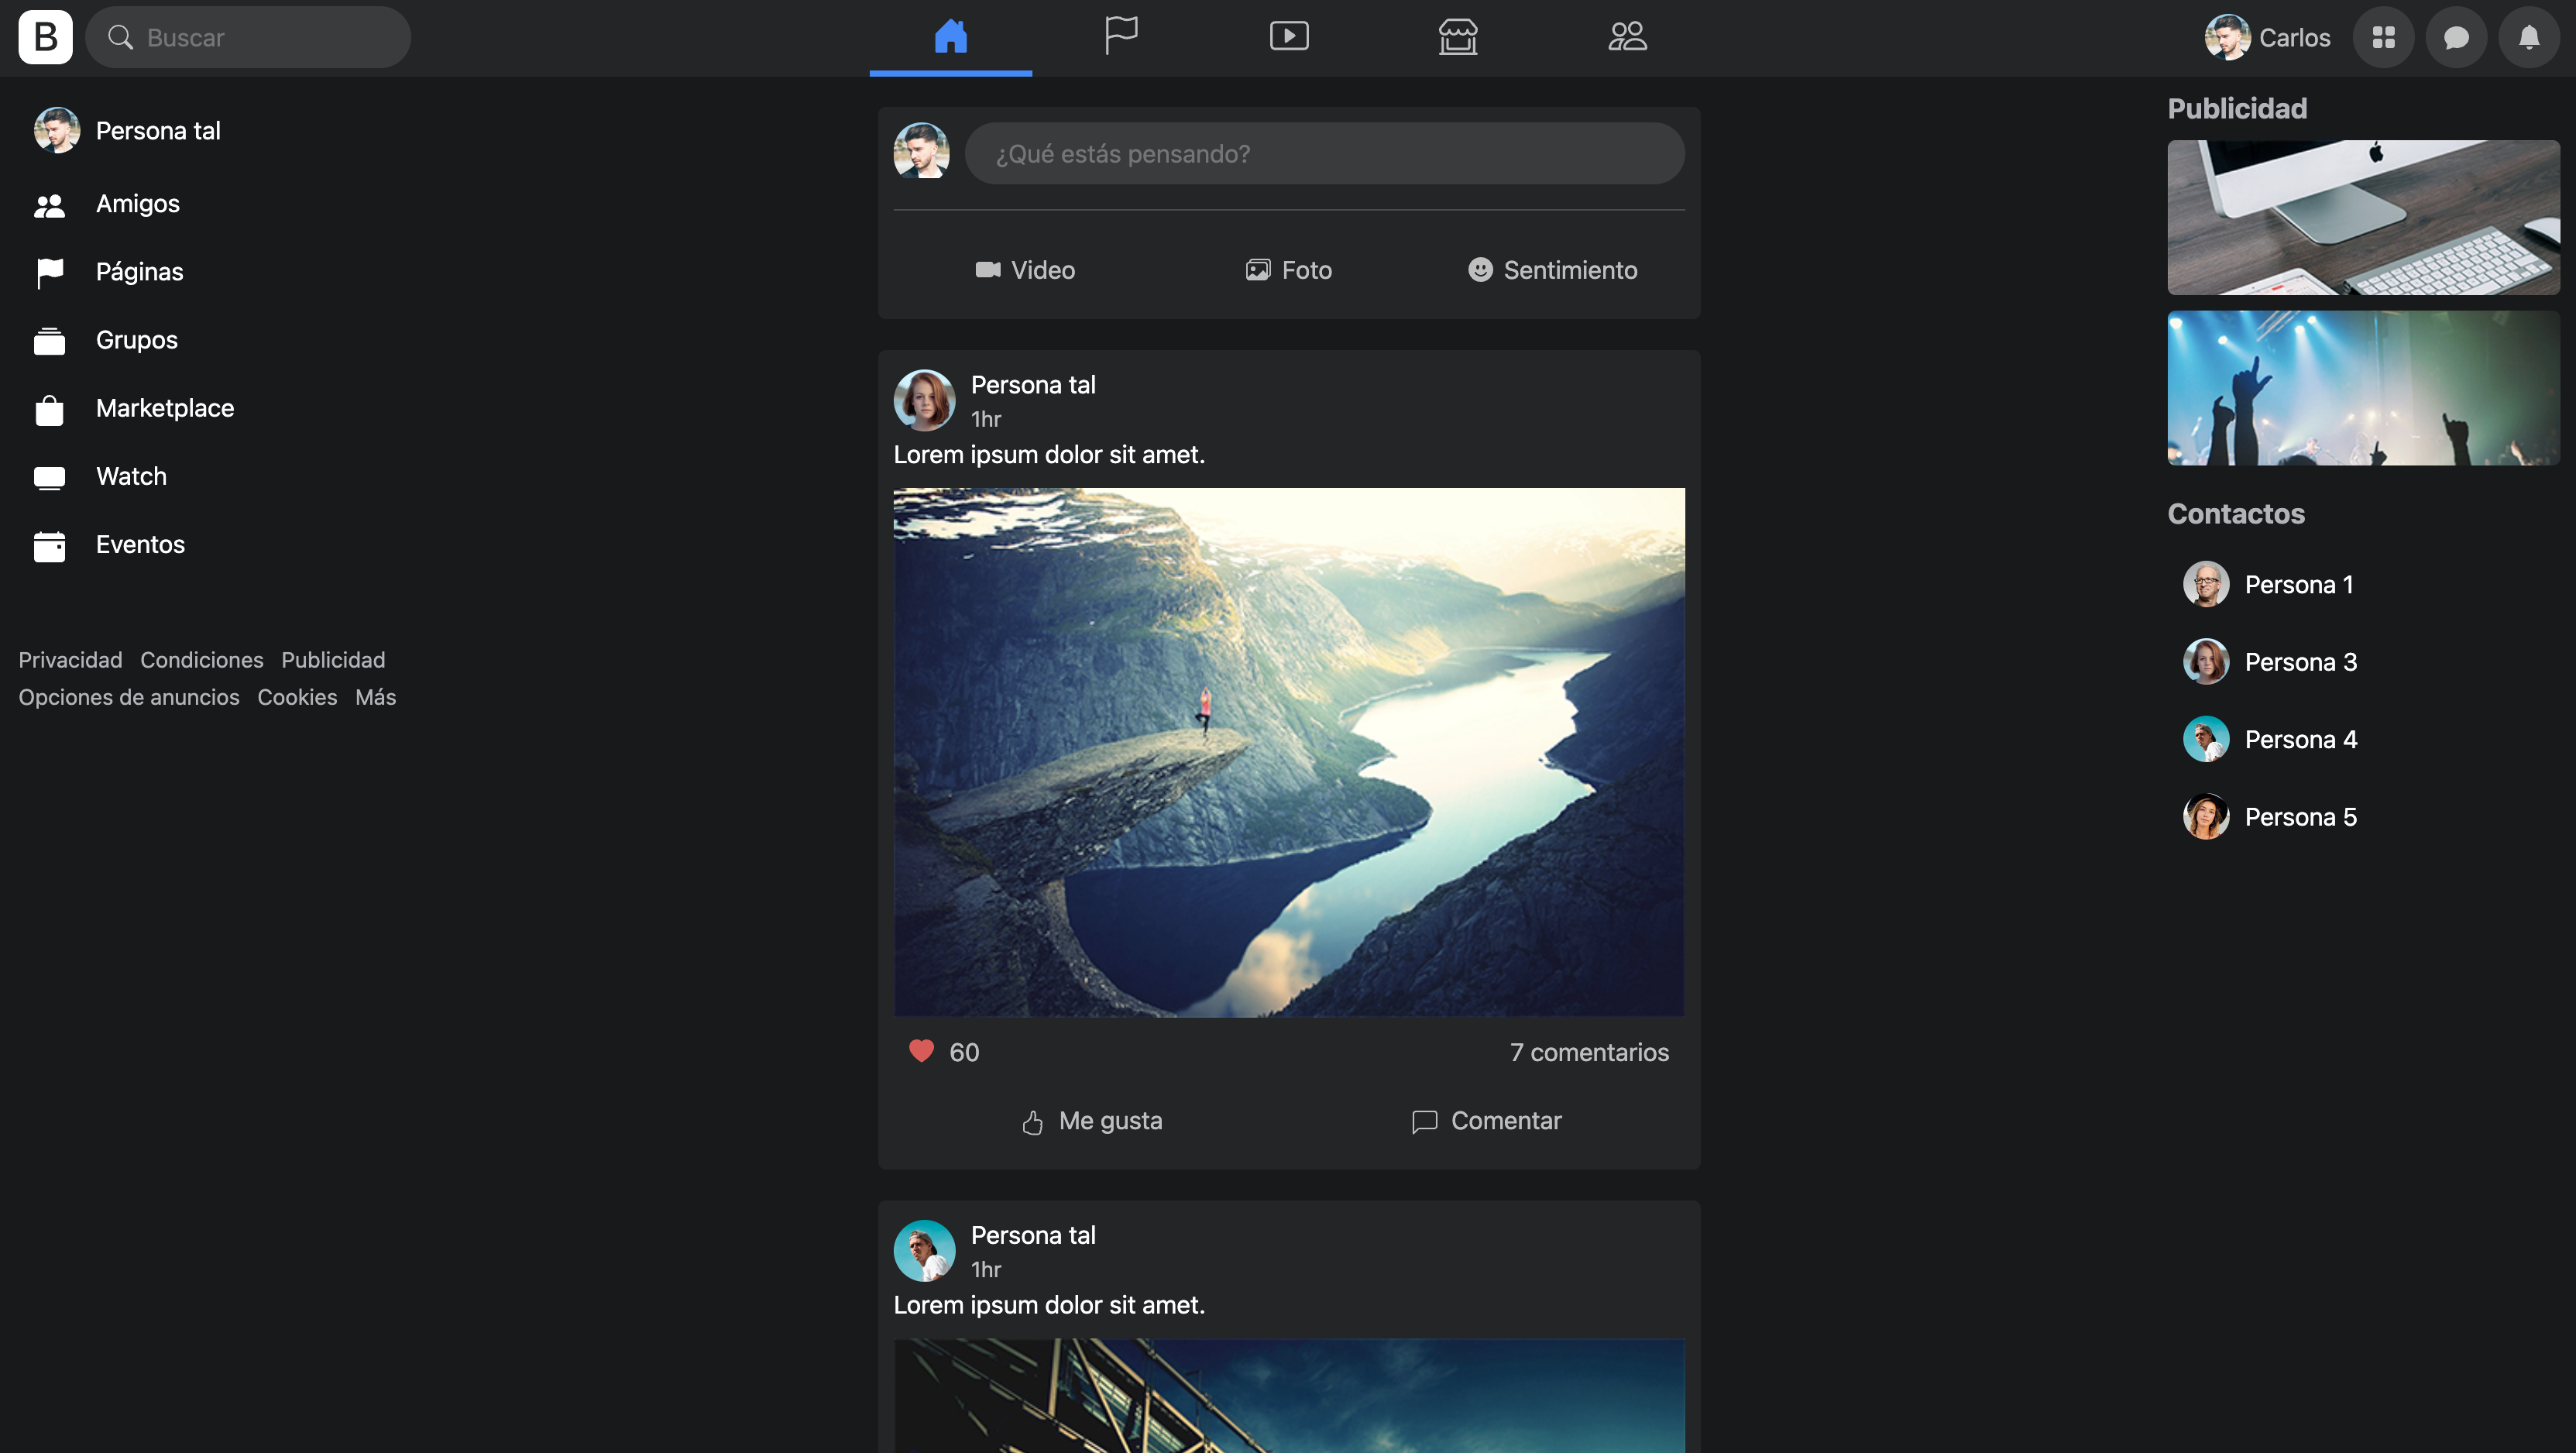 B
Buscar
Carlos
Persona tal
Amigos
Páginas
Grupos
Marketplace
Watch
Eventos
Privacidad Condiciones Publicidad
Opciones de anuncios Cookies Más
¿Qué estás pensando?
Video Foto Sentimiento
Persona tal
1hr
Lorem ipsum dolor sit amet.
60 7 comentarios
Me gusta Comentar
Persona tal
1hr
Lorem ipsum dolor sit amet.
Publicidad
Contactos
Persona 1
Persona 3
Persona 4
Persona 5